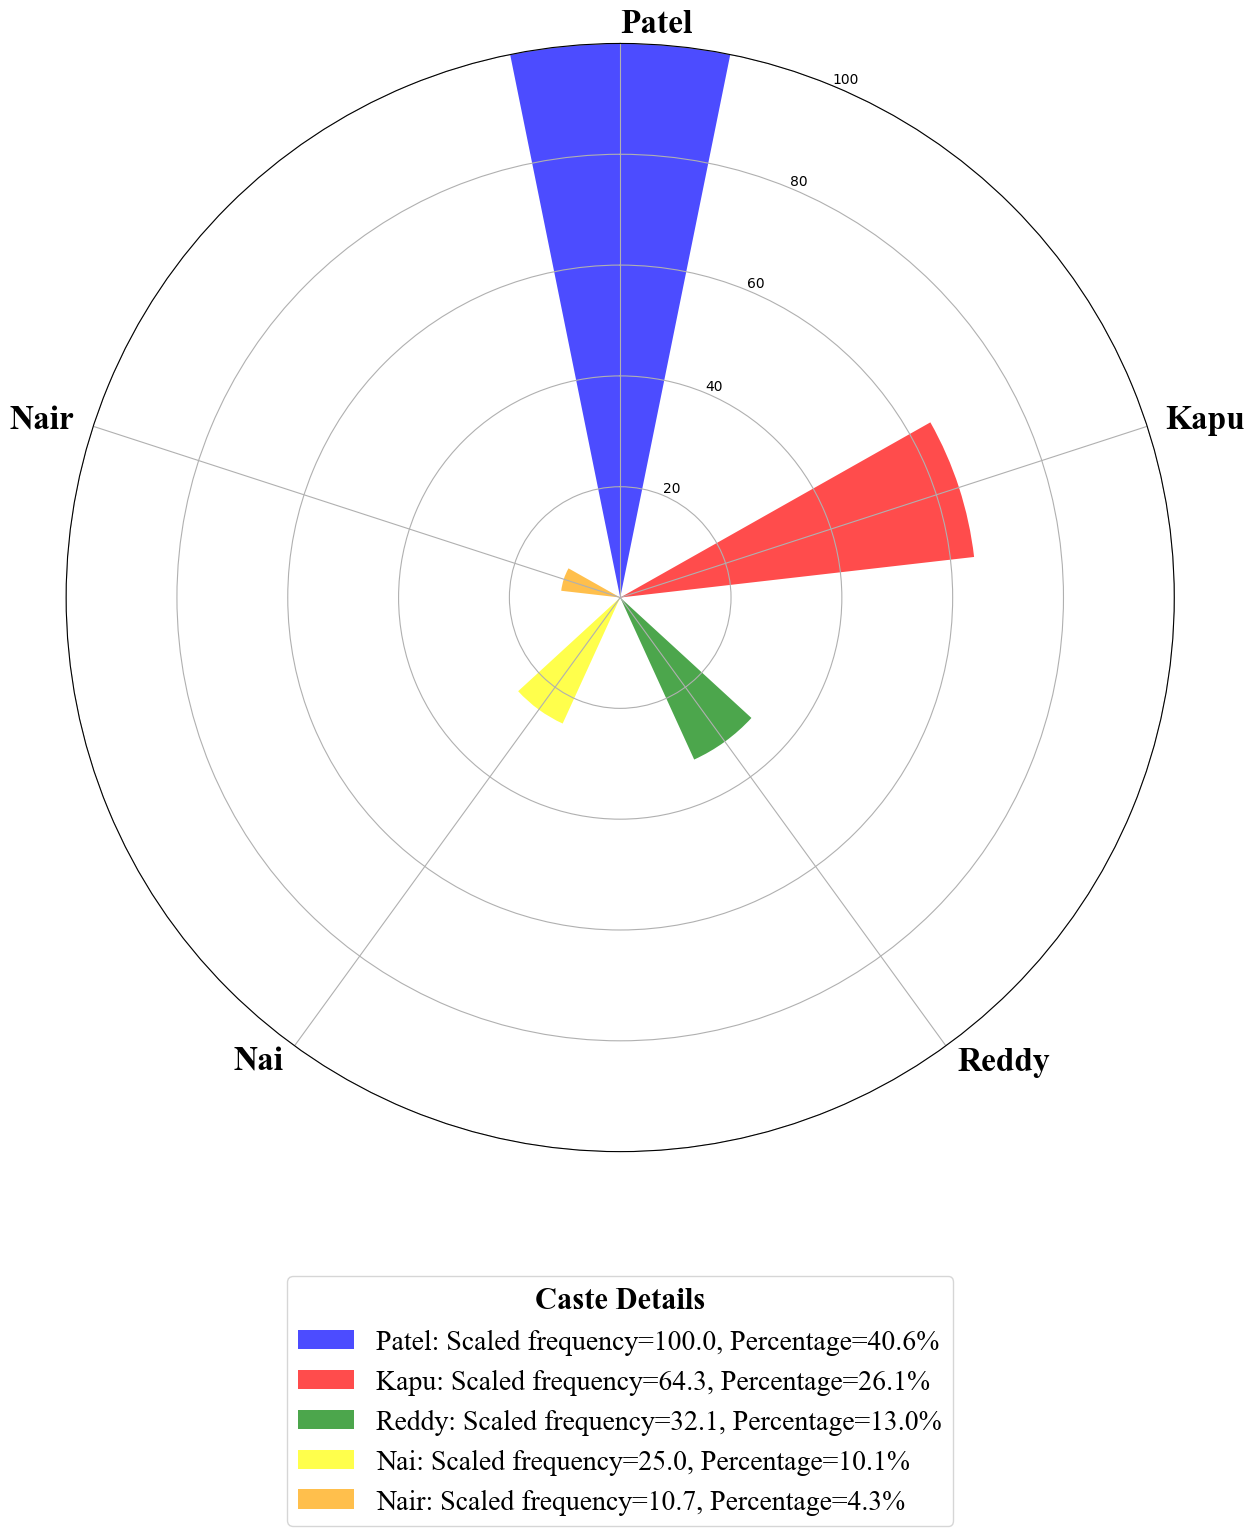 Patel
100
80
60
40
20
Nair
Kapu
Nai
Reddy
Caste Details
Patel: Scaled frequency=100.0, Percentage=40.6%
Kapu: Scaled frequency=64.3, Percentage=26.1%
Reddy: Scaled frequency=32.1, Percentage=13.0%
Nai: Scaled frequency=25.0, Percentage=10.1%
Nair: Scaled frequency=10.7, Percentage=4.3%